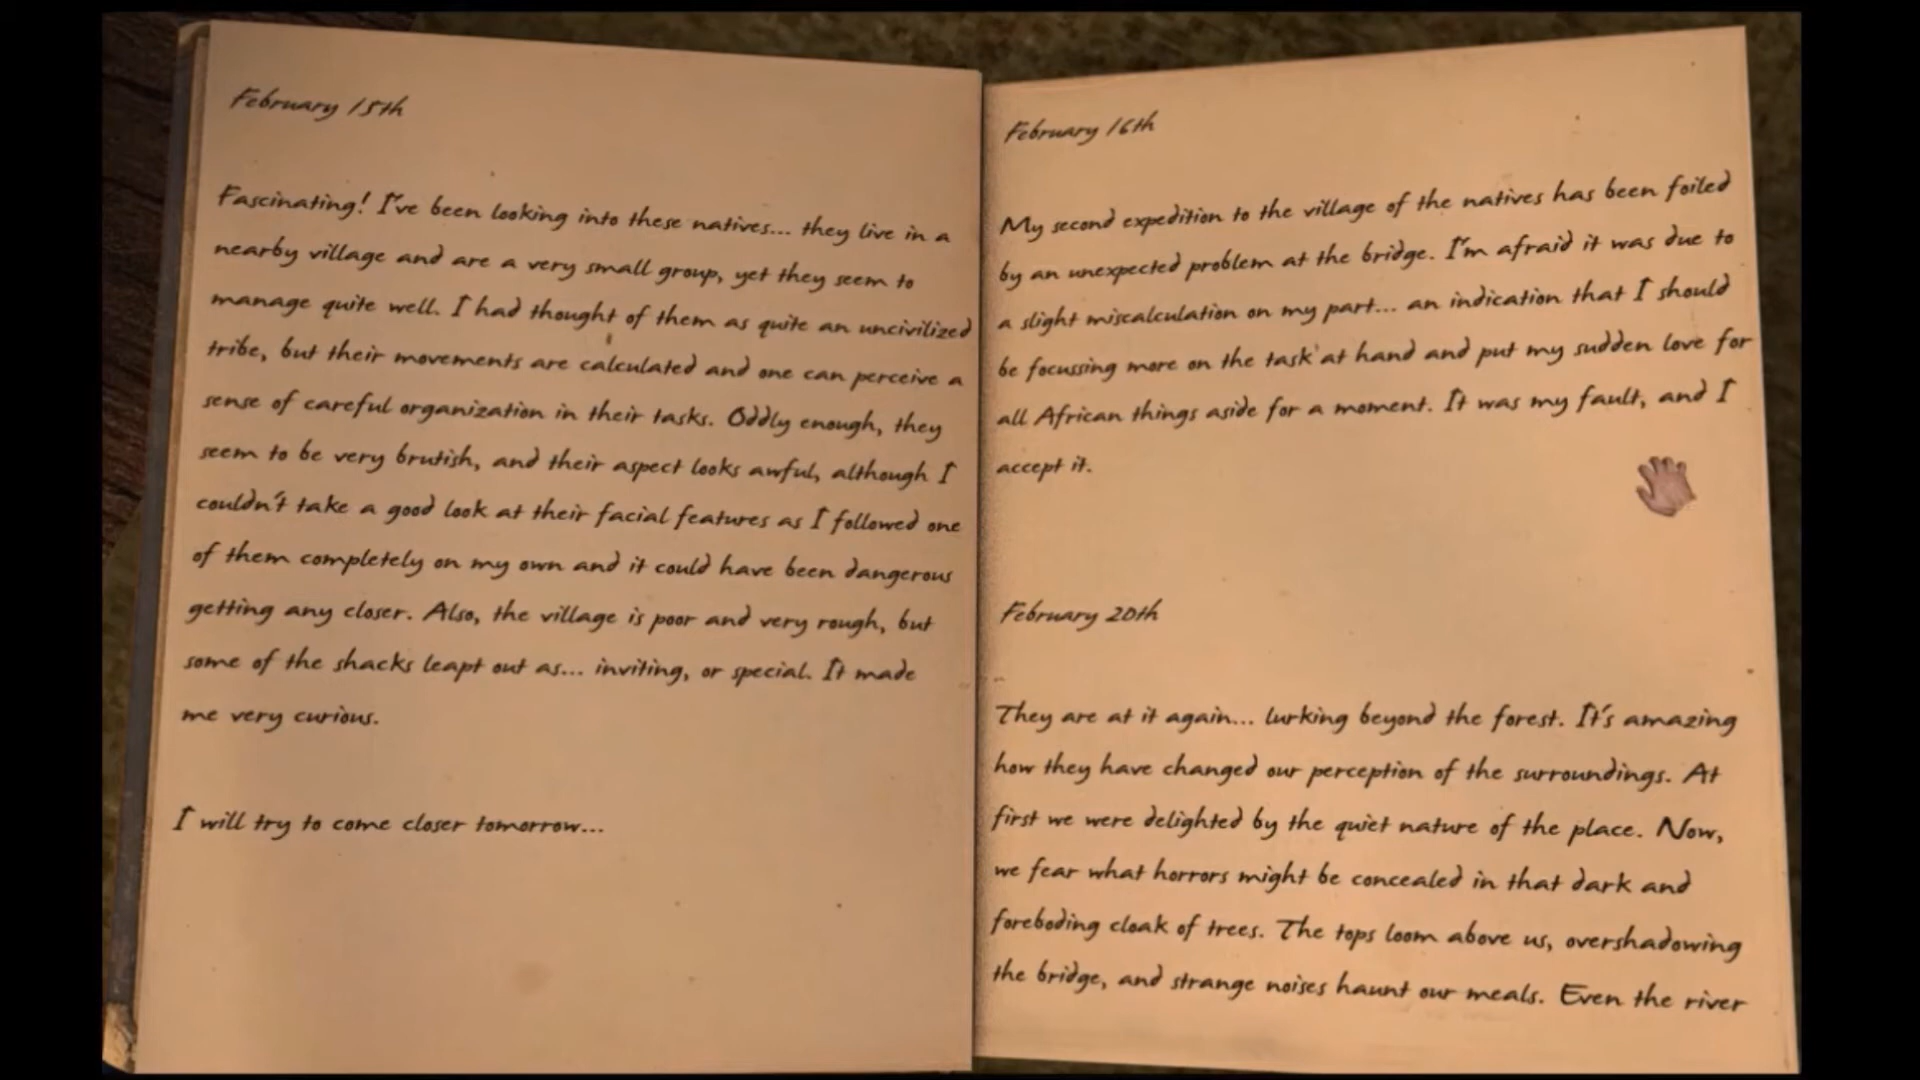 February 15th
Fascinating! I've been looking into these natives... they live in a
nearby village and are a very small group, yet they seem to
manage quite well. I had thought of them as quite an uncivilized
tribe, but their movements are calculated and one can perceive a
sense of careful organization in their tasks. Oddly enough, they
seem to be very brutish, and their aspect looks awful, although I
couldn't take a good look at their facial features as I followed one
of them completely on my own and it could have been dangerous
getting any closer. Also, the village is poor and very rough, but
some of the shacks leapt out as... inviting, or special. It made
me very curious.
I will try to come closer tomorrow...
February 16th
My second expedition to the village of the natives has been foiled
by an unexpected problem at the bridge. I'm afraid it was due to
a slight miscalculation on my part... an indication that I should
be focussing more on the task at hand and put my sudden love for
all African things aside for a moment. It was my fault, and I
accept it.
February 20th
They are at it again... lurking beyond the forest. It's amazing
how they have changed our perception of the surroundings. At
first we were delighted by the quiet nature of the place. Now,
we fear what horrors might be concealed in that dark and
foreboding cloak of trees. The tops loom above us, overshadowing
the bridge, and strange noises haunt our meals. Even the river